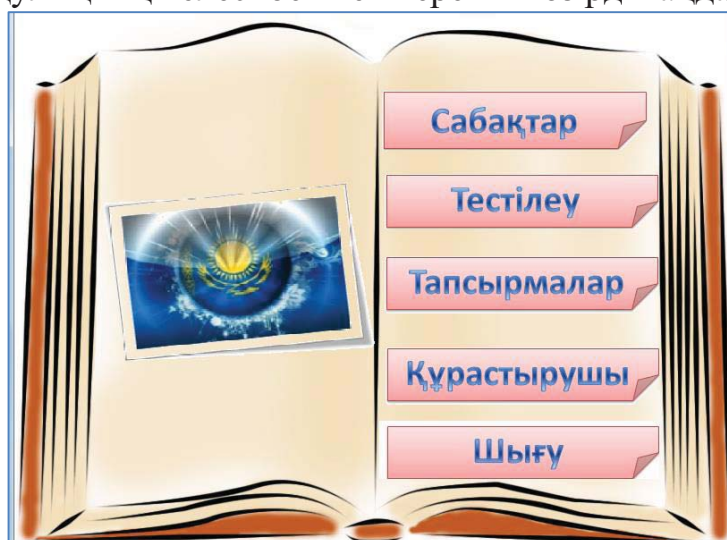 Сабақтар
Тестілеу
Тапсырмалар
Құрастырушы
Шығу